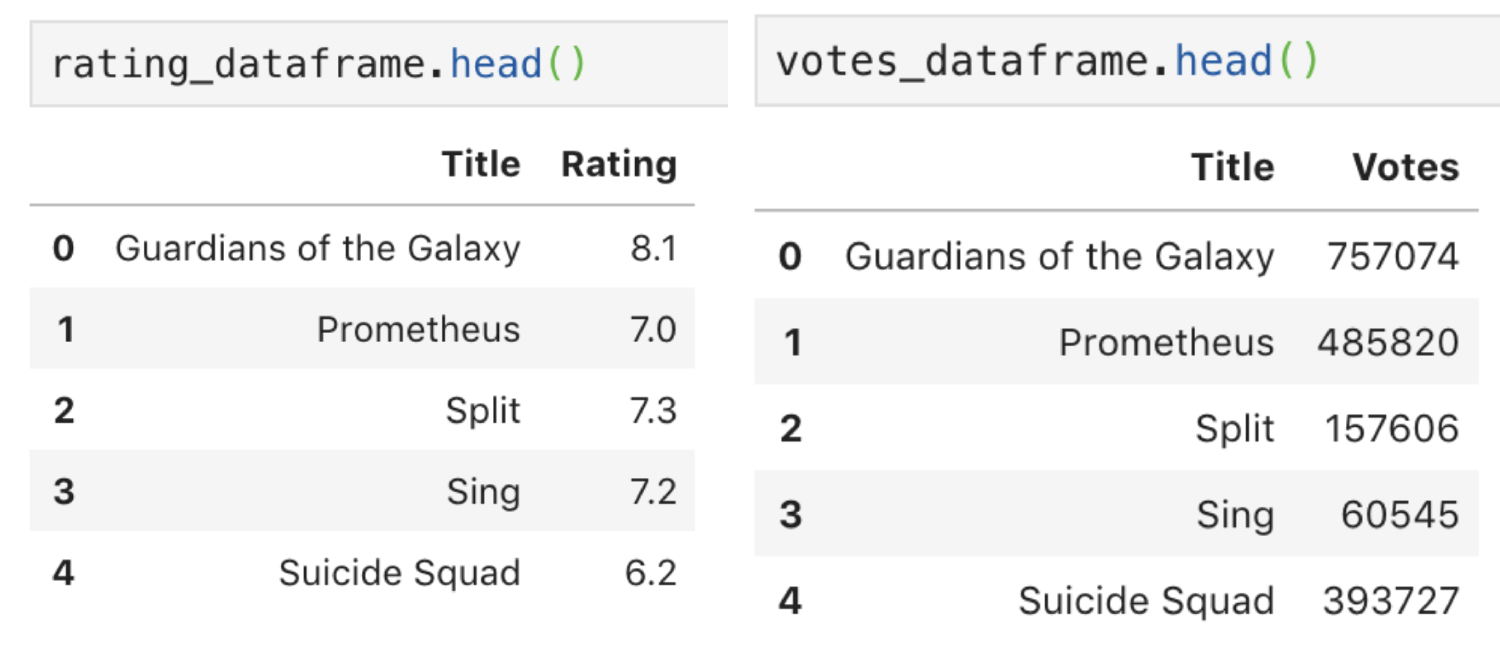 rating_dataframe.head()
Title Rating
0 Guardians of the Galaxy 8.1
1 Prometheus 7.0
2 Split 7.3
3 Sing 7.2
4 Suicide Squad 6.2
votes_dataframe.head()
Title Votes
0 Guardians of the Galaxy 757074
1 Prometheus 485820
2 Split 157606
3 Sing 60545
4 Suicide Squad 393727